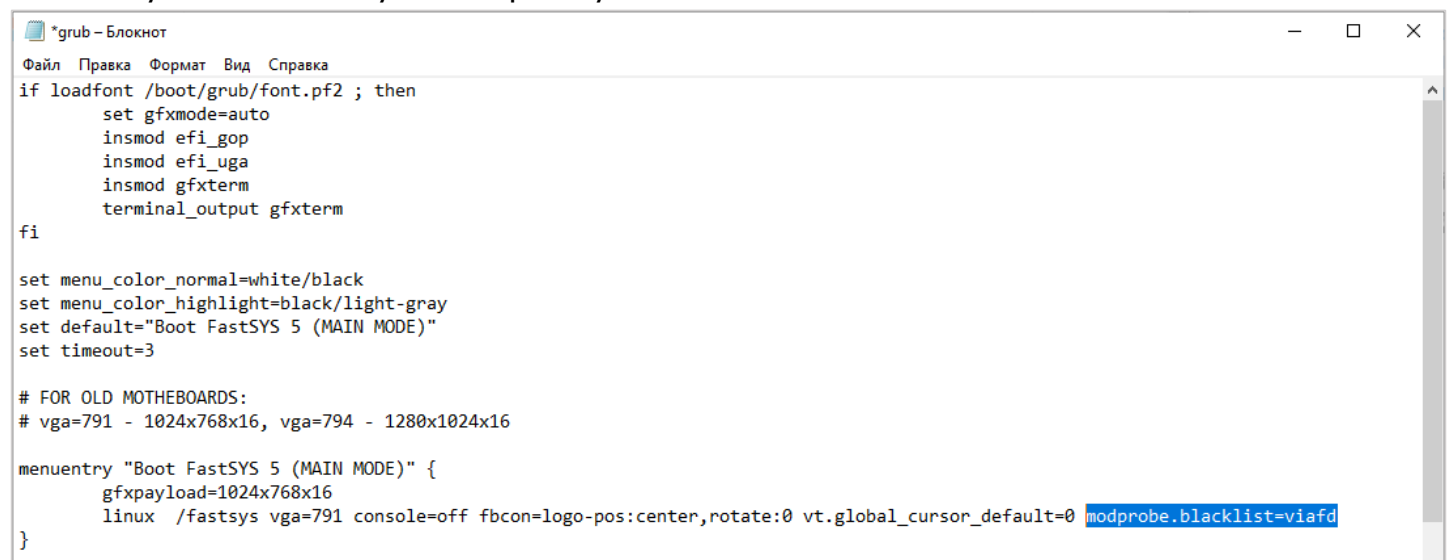 *grub – Блокнот
Файл Правка Формат Вид Справка
if loadfont /boot/grub/font.pf2 ; then
        set gfxmode=auto
        insmod efi_gop
        insmod efi_uga
        insmod gfxterm
        terminal_output gfxterm
fi

set menu_color_normal=white/black
set menu_color_highlight=black/light-gray
set default="Boot FastSYS 5 (MAIN MODE)"
set timeout=3

# FOR OLD MOTHEBOARDS:
# vga=791 - 1024x768x16, vga=794 - 1280x1024x16

menuentry "Boot FastSYS 5 (MAIN MODE)" {
        gfxpayload=1024x768x16
        linux  /fastsys vga=791 console=off fbcon=logo-pos:center,rotate:0 vt.global_cursor_default=0 modprobe.blacklist=viafd
}